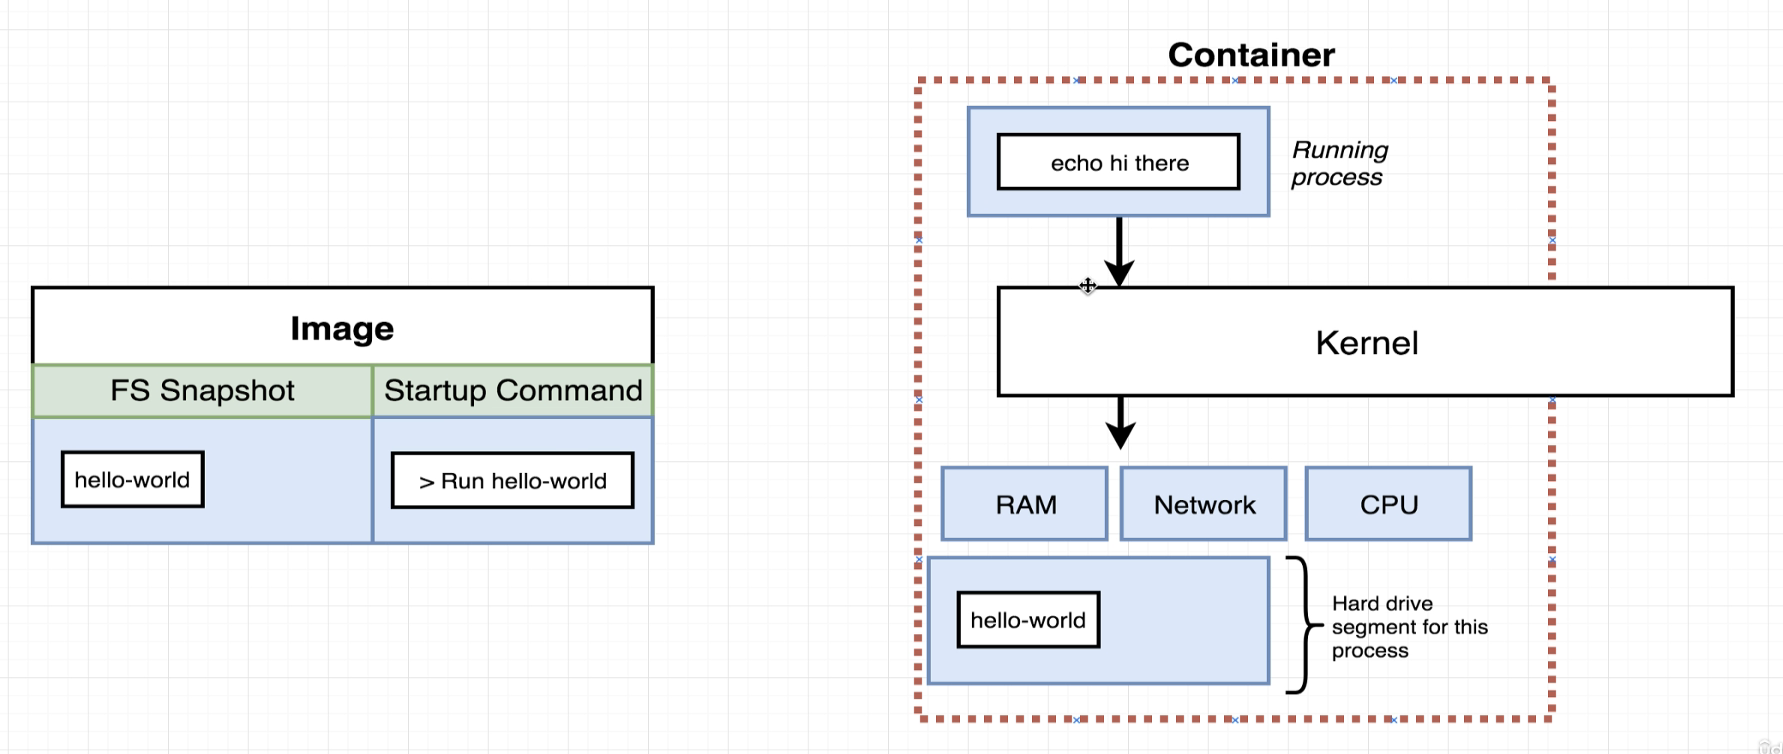 Container
echo hi there
Running
process
Image
Kernel
FS Snapshot
Startup Command
hello-world
> Run hello-world
RAM
Network
CPU
hello-world
Hard drive
segment for this
process